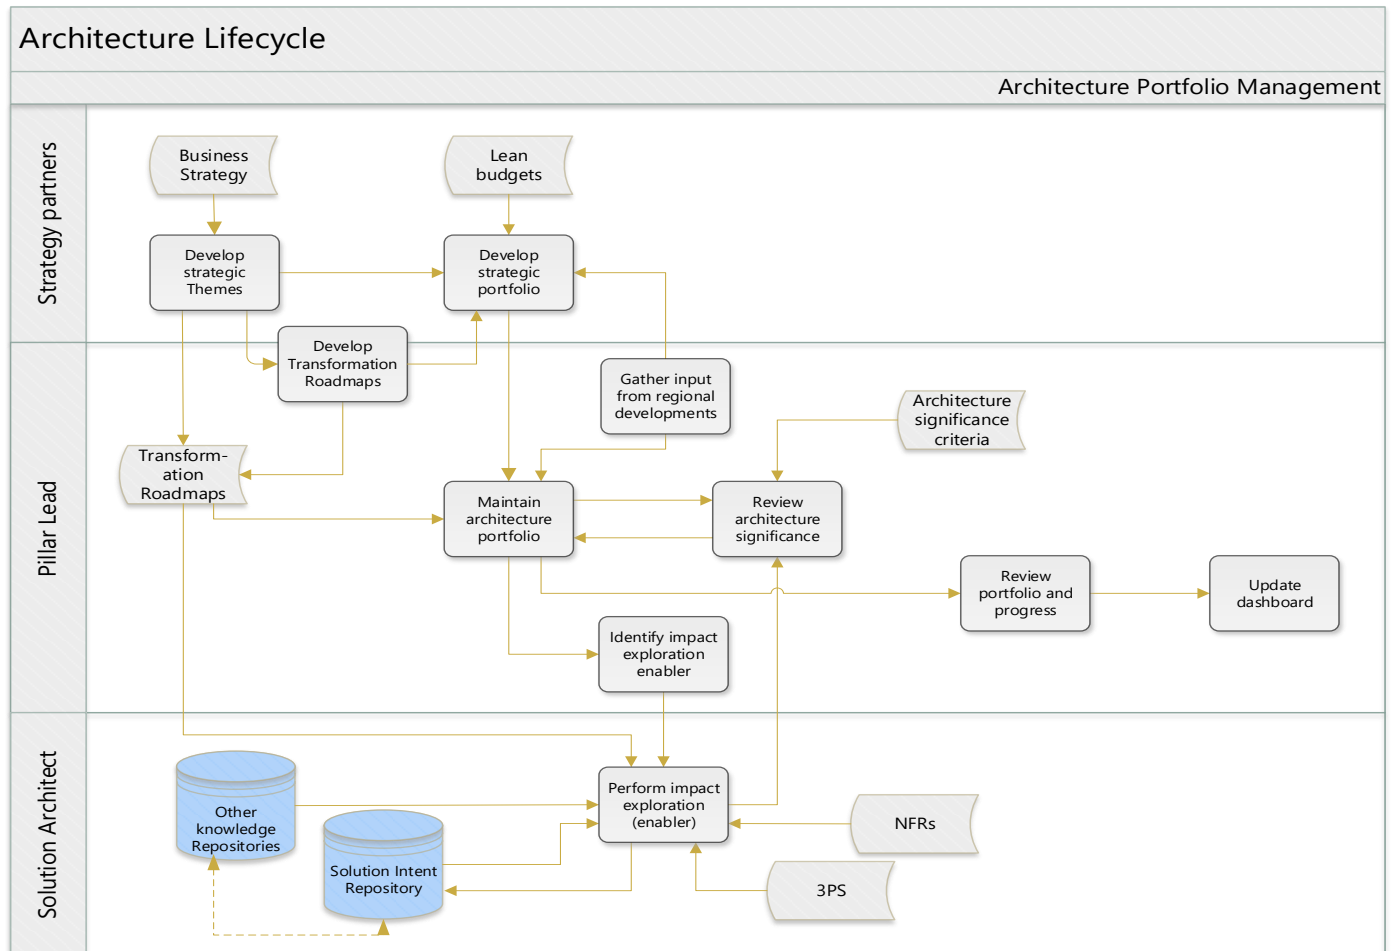 Architecture Lifecycle
Architecture Portfolio Management
Strategy partners
Business
Strategy
Lean
budgets
Develop
strategic
Themes
Develop
strategic
portfolio
Pillar Lead
Develop
Transformation
Roadmaps
Gather input
from regional
developments
Architecture
significance
criteria
Transform-
ation
Roadmaps
Maintain
architecture
portfolio
Review
architecture
significance
Review
portfolio and
progress
Update
dashboard
Identify impact
exploration
enabler
Solution Architect
Other
knowledge
Repositories
Perform impact
exploration
(enabler)
NFRs
Solution Intent
Repository
3PS